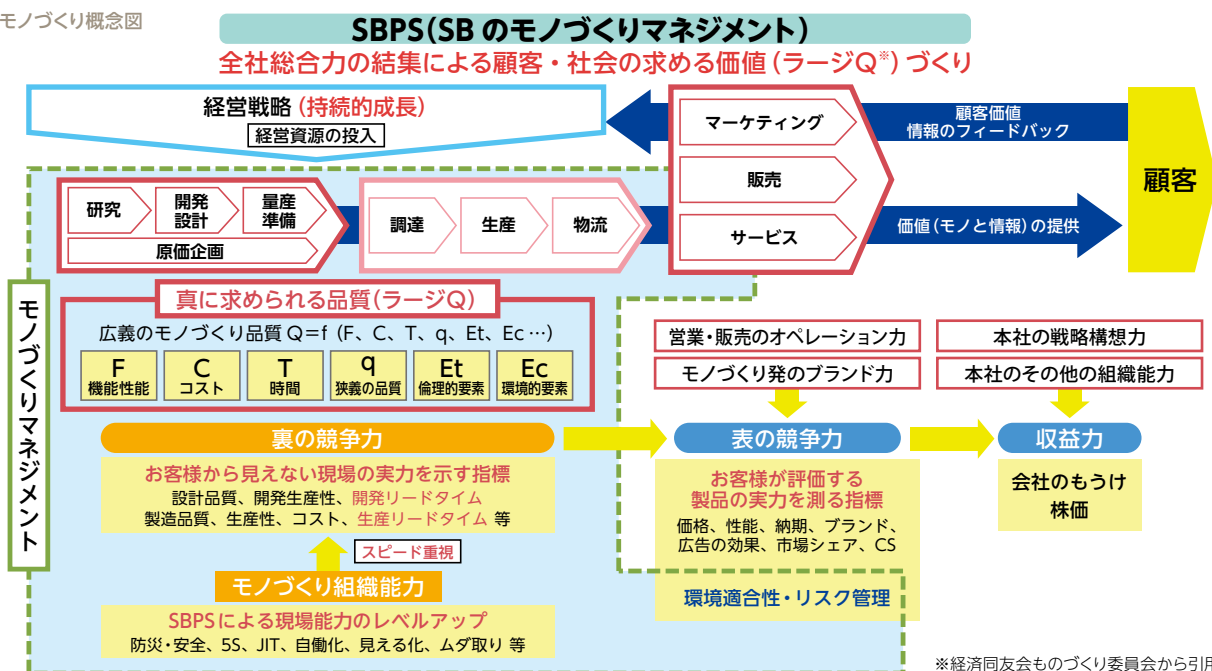 モノづくり概念図
SBPS(SBのモノづくりマネジメント)
全社総合力の結集による顧客・社会の求める価値(ラージQ※)づくり
経営戦略(持続的成長)
経営資源の投入
マーケティング
販売
サービス
顧客価値
情報のフィードバック
価値(モノと情報)の提供
顧客
研究
開発
設計
量産
準備
原価企画
調達
生産
物流
モノづくりマネジメント
真に求められる品質(ラージQ)
広義のモノづくり品質 Q=f (F、C、T、q、Et、Ec…)
F
機能性能
C
コスト
T
時間
q
狭義の品質
Et
倫理的要素
Ec
環境的要素
営業・販売のオペレーション力
モノづくり発のブランド力
本社の戦略構想力
本社のその他の組織能力
裏の競争力
お客様から見えない現場の実力を示す指標
設計品質、開発生産性、開発リードタイム
製造品質、生産性、コスト、生産リードタイム 等
スピード重視
モノづくり組織能力
SBPSによる現場能力のレベルアップ
防災・安全、5S、JIT、自働化、見える化、ムダ取り 等
表の競争力
お客様が評価する
製品の実力を測る指標
価格、性能、納期、ブランド、
広告の効果、市場シェア、CS
環境適合性・リスク管理
収益力
会社のもうけ
株価
※経済同友会ものづくり委員会から引用